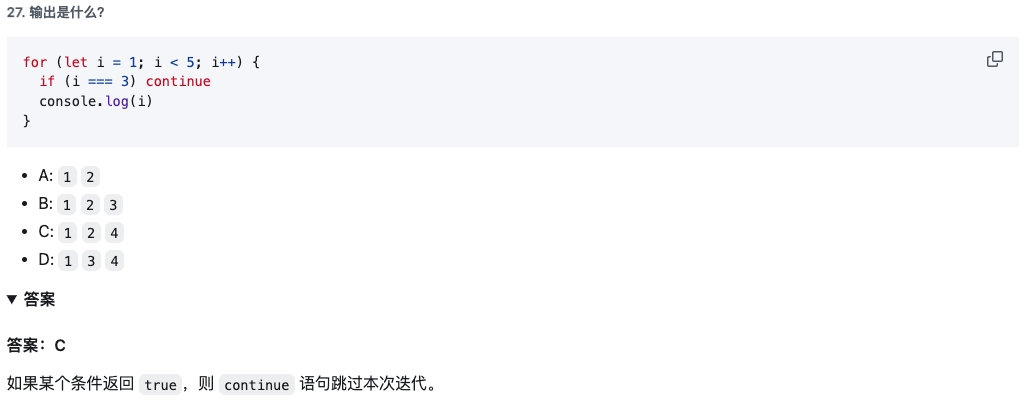 27. 输出是什么?
for (let i = 1; i < 5; i++) {
  if (i === 3) continue
  console.log(i)
}
• A: 1 2
• B: 1 2 3
• C: 1 2 4
• D: 1 3 4
▼ 答案
答案：C
如果某个条件返回 true，则 continue 语句跳过本次迭代。